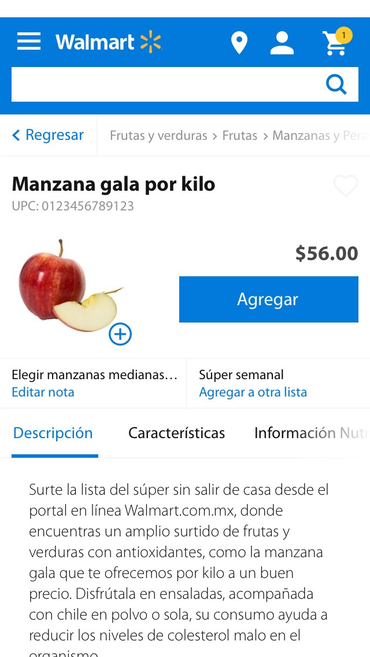 Walmart
1
Regresar
Frutas y verduras > Frutas > Manzanas y Pera
Manzana gala por kilo
UPC: 0123456789123
$56.00
Agregar
Elegir manzanas medianas...
Editar nota
Súper semanal
Agregar a otra lista
Descripción
Características
Información Nut
Surte la lista del súper sin salir de casa desde el
portal en línea Walmart.com.mx, donde
encuentras un amplio surtido de frutas y
verduras con antioxidantes, como la manzana
gala que te ofrecemos por kilo a un buen
precio. Disfrútala en ensaladas, acompañada
con chile en polvo o sola, su consumo ayuda a
reducir los niveles de colesterol malo en el
organismo